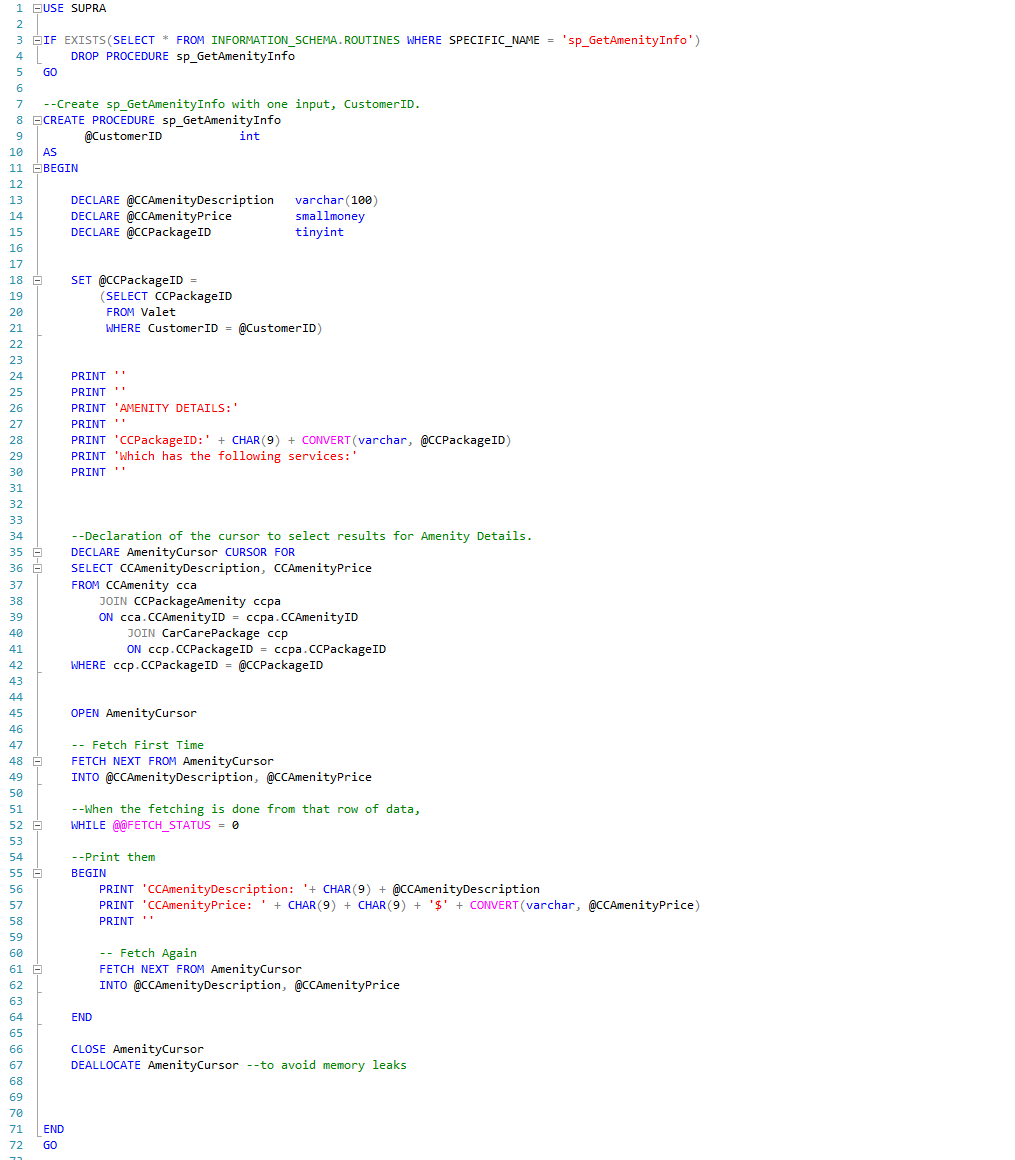 1 USE SUPRA
2
3 IF EXISTS(SELECT * FROM INFORMATION_SCHEMA.ROUTINES WHERE SPECIFIC_NAME = 'sp_GetAmenityInfo')
4     DROP PROCEDURE sp_GetAmenityInfo
5 GO
6
7 --Create sp_GetAmenityInfo with one input, CustomerID.
8 CREATE PROCEDURE sp_GetAmenityInfo
9       @CustomerID           int
10 AS
11 BEGIN
12
13     DECLARE @CCAmenityDescription   varchar(100)
14     DECLARE @CCAmenityPrice         smallmoney
15     DECLARE @CCPackageID            tinyint
16
17
18     SET @CCPackageID =
19         (SELECT CCPackageID
20          FROM Valet
21          WHERE CustomerID = @CustomerID)
22
23
24     PRINT ''
25     PRINT ''
26     PRINT 'AMENITY DETAILS:'
27     PRINT ''
28     PRINT 'CCPackageID:' + CHAR(9) + CONVERT(varchar, @CCPackageID)
29     PRINT 'Which has the following services:'
30     PRINT ''
31
32
33
34     --Declaration of the cursor to select results for Amenity Details.
35     DECLARE AmenityCursor CURSOR FOR
36     SELECT CCAmenityDescription, CCAmenityPrice
37     FROM CCAmenity cca
38         JOIN CCPackageAmenity ccpa
39         ON cca.CCAmenityID = ccpa.CCAmenityID
40             JOIN CarCarePackage ccp
41             ON ccp.CCPackageID = ccpa.CCPackageID
42     WHERE ccp.CCPackageID = @CCPackageID
43
44
45     OPEN AmenityCursor
46
47     -- Fetch First Time
48     FETCH NEXT FROM AmenityCursor
49     INTO @CCAmenityDescription, @CCAmenityPrice
50
51     --When the fetching is done from that row of data,
52     WHILE @@FETCH_STATUS = 0
53
54     --Print them
55     BEGIN
56         PRINT 'CCAmenityDescription: '+ CHAR(9) + @CCAmenityDescription
57         PRINT 'CCAmenityPrice: ' + CHAR(9) + CHAR(9) + '$' + CONVERT(varchar, @CCAmenityPrice)
58         PRINT ''
59
60         -- Fetch Again
61         FETCH NEXT FROM AmenityCursor
62         INTO @CCAmenityDescription, @CCAmenityPrice
63
64     END
65
66     CLOSE AmenityCursor
67     DEALLOCATE AmenityCursor --to avoid memory leaks
68
69
70
71 END
72 GO